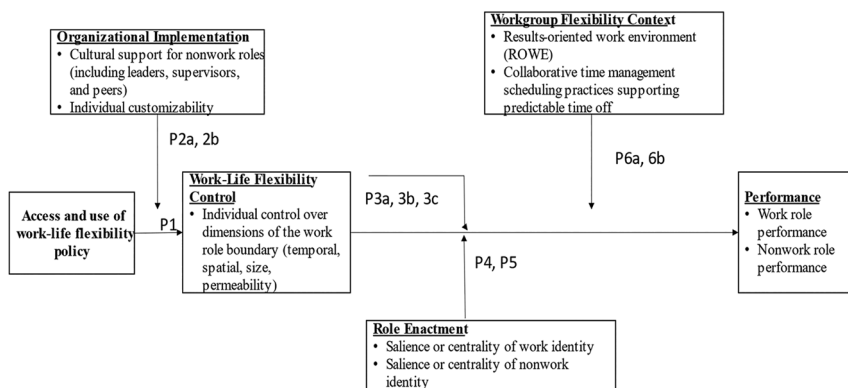 Organizational Implementation
• Cultural support for nonwork roles
(including leaders, supervisors,
and peers)
• Individual customizability
Workgroup Flexibility Context
• Results-oriented work environment
(ROWE)
• Collaborative time management
scheduling practices supporting
predictable time off
P2a, 2b
P6a, 6b
Access and use of
work-life flexibility
policy
P1
Work-Life Flexibility
Control
• Individual control over
dimensions of the work
role boundary (temporal,
spatial, size,
permeability)
P3a, 3b, 3c
P4, P5
Performance
• Work role
performance
• Nonwork role
performance
Role Enactment
• Salience or centrality of work identity
• Salience or centrality of nonwork
identity